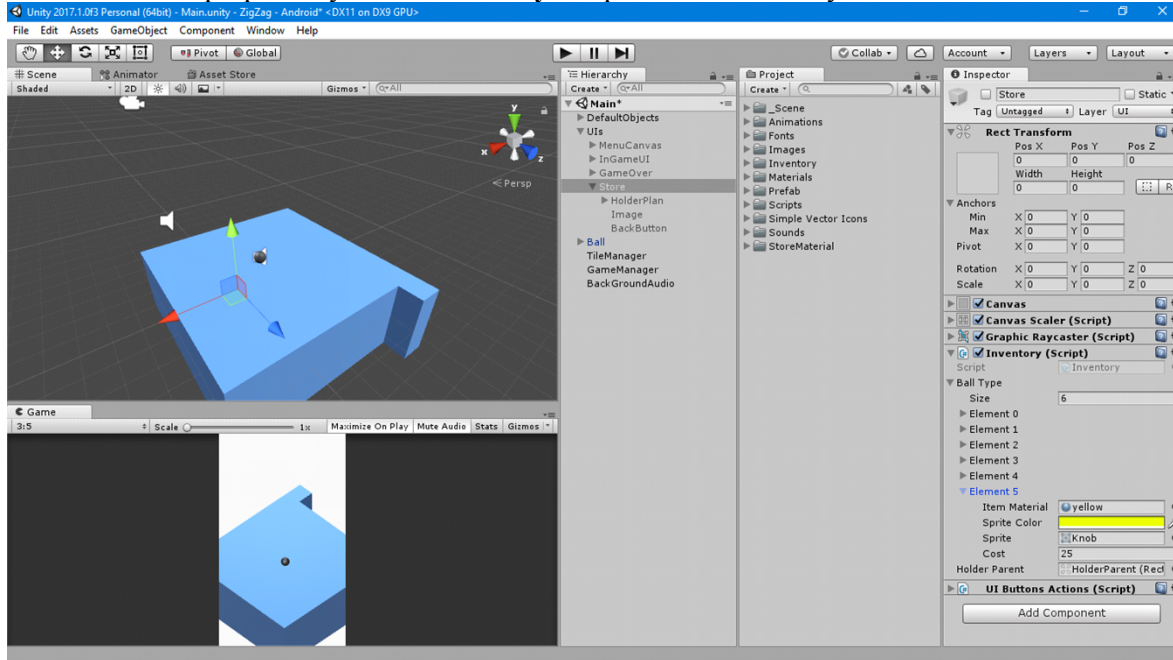 Unity 2017.1.0f3 Personal (64bit) - Main.unity - ZigZag - Android* <DX11 on DX9 GPU>
File Edit Assets GameObject Component Window Help
Pivot Global Collab Account Layers Layout
Scene Animator Asset Store
Shaded 2D Gizmos All
y
x
z
Persp
Game
3:5 Scale 1x Maximize On Play Mute Audio Stats Gizmos
Hierarchy
Create All
Main*
DefaultObjects
UIs
MenuCanvas
InGameUI
GameOver
Store
HolderPlan
Image
BackButton
Ball
TileManager
GameManager
BackGroundAudio
Project
Create
_Scene
Animations
Fonts
Images
Inventory
Materials
Prefab
Scripts
Simple Vector Icons
Sounds
StoreMaterial
Inspector
Store Static
Tag Untagged Layer UI
Rect Transform
Pos X Pos Y Pos Z
0 0 0
Width Height
0 0 R
Anchors
Min X 0 Y 0
Max X 0 Y 0
Pivot X 0 Y 0
Rotation X 0 Y 0 Z 0
Scale X 0 Y 0 Z 0
Canvas
Canvas Scaler (Script)
Graphic Raycaster (Script)
Inventory (Script)
Script Inventory
Ball Type
Size 6
Element 0
Element 1
Element 2
Element 3
Element 4
Element 5
Item Material yellow
Sprite Color
Sprite Knob
Cost 25
Holder Parent HolderParent (Rect
UI Buttons Actions (Script)
Add Component